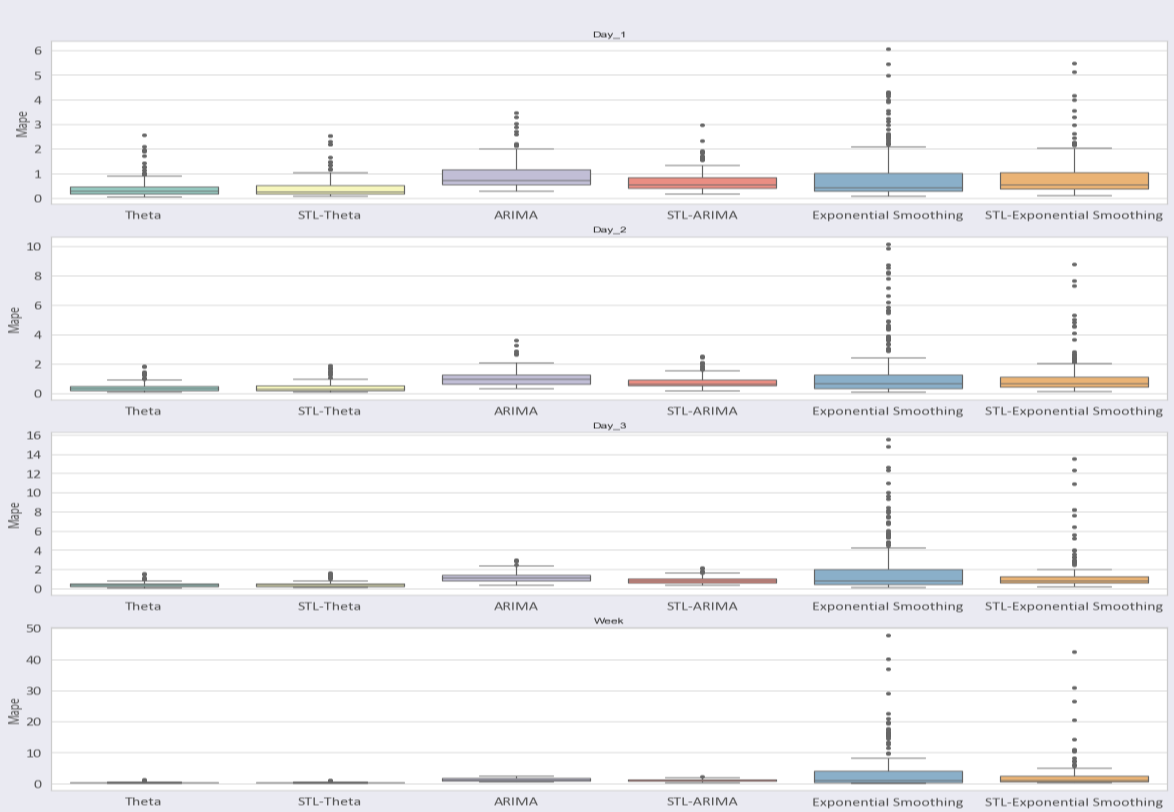 Day_1
6
5
4
3
2
1
0
Mape
Theta STL-Theta ARIMA STL-ARIMA Exponential Smoothing STL-Exponential Smoothing
Day_2
10
8
6
4
2
0
Mape
Theta STL-Theta ARIMA STL-ARIMA Exponential Smoothing STL-Exponential Smoothing
Day_3
16
14
12
10
8
6
4
2
0
Mape
Theta STL-Theta ARIMA STL-ARIMA Exponential Smoothing STL-Exponential Smoothing
Week
50
40
30
20
10
0
Mape
Theta STL-Theta ARIMA STL-ARIMA Exponential Smoothing STL-Exponential Smoothing